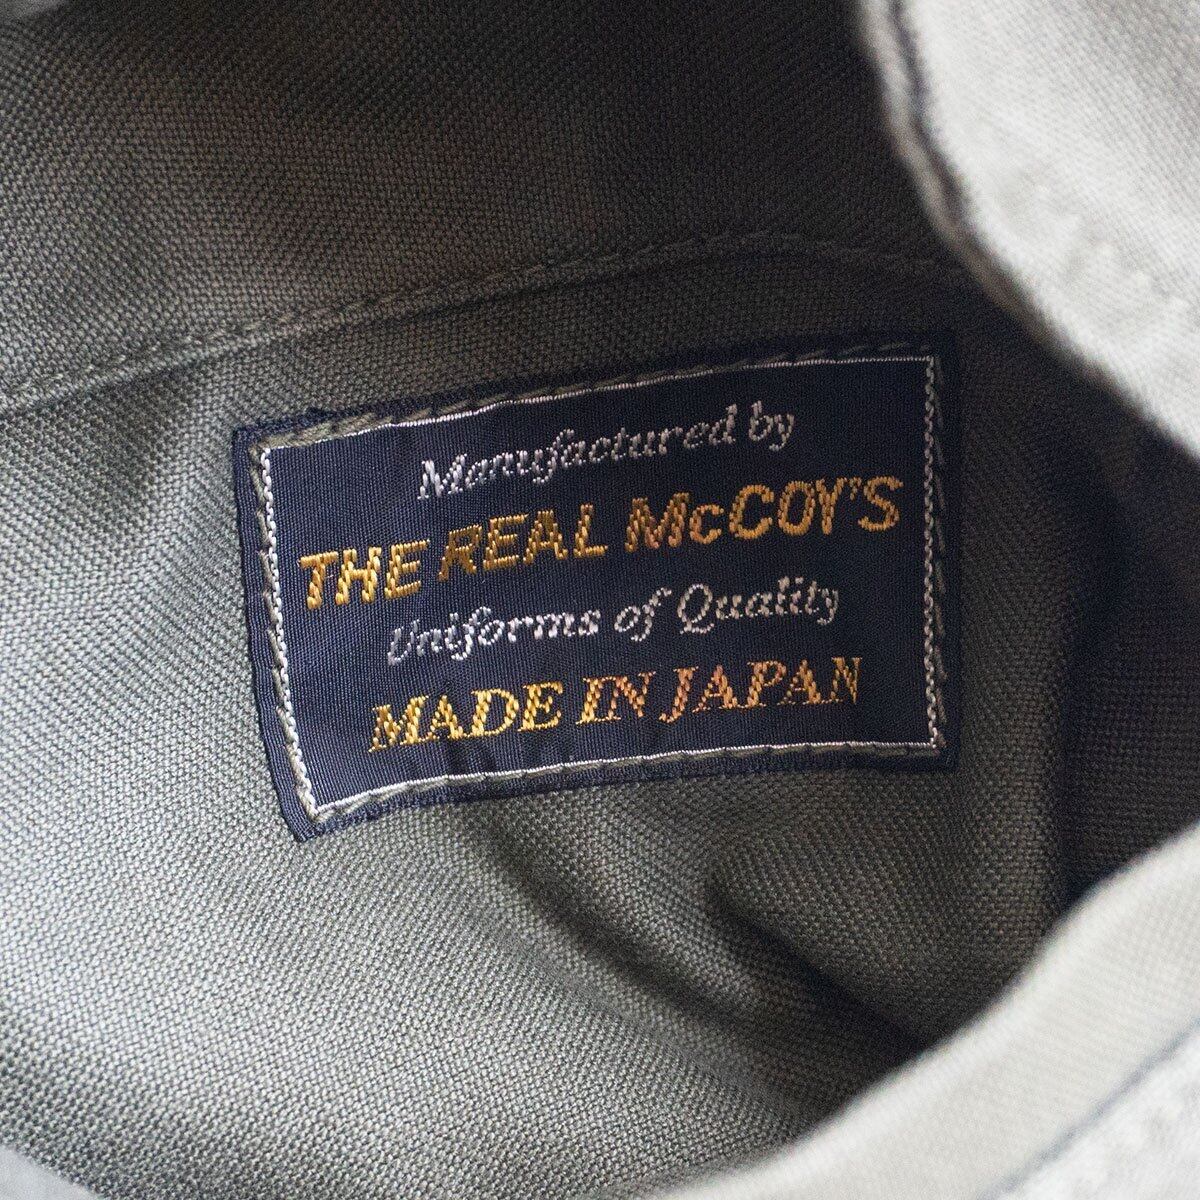 Manufactured by
THE REAL McCOY'S
Uniforms of Quality
MADE IN JAPAN